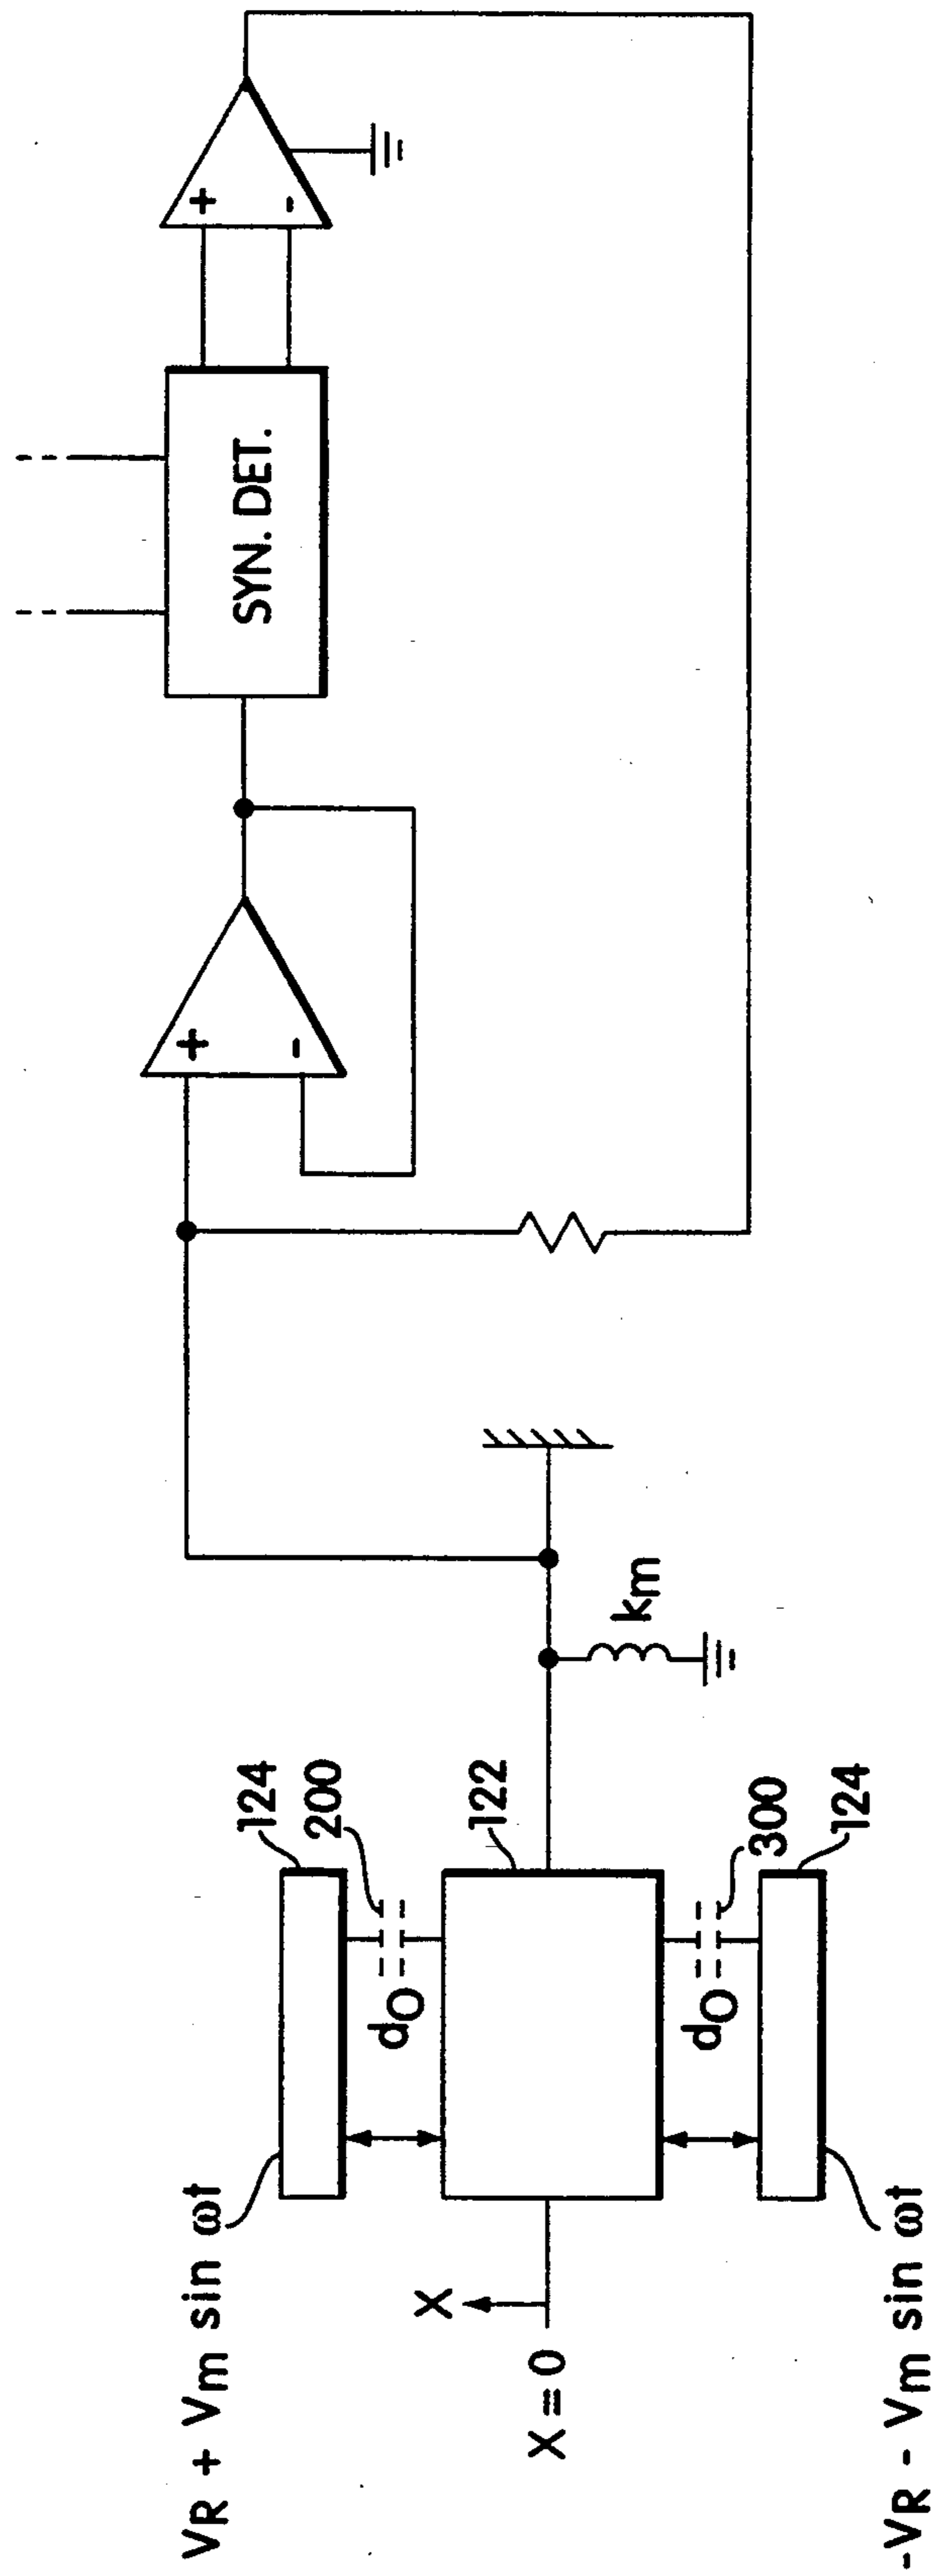 VR + Vm sin ωt
124
200
dO
X
X = 0
122
km
dO
300
124
-VR - Vm sin ωt
+
-
SYN. DET.
+
-